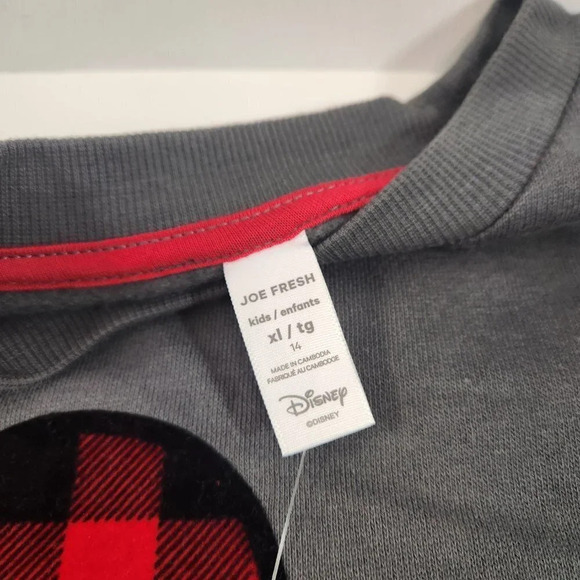 JOE FRESH
kids / enfants
xl / tg
14
MADE IN CAMBODIA
FABRIQUÉ AU CAMBODGE
Disney
©DISNEY